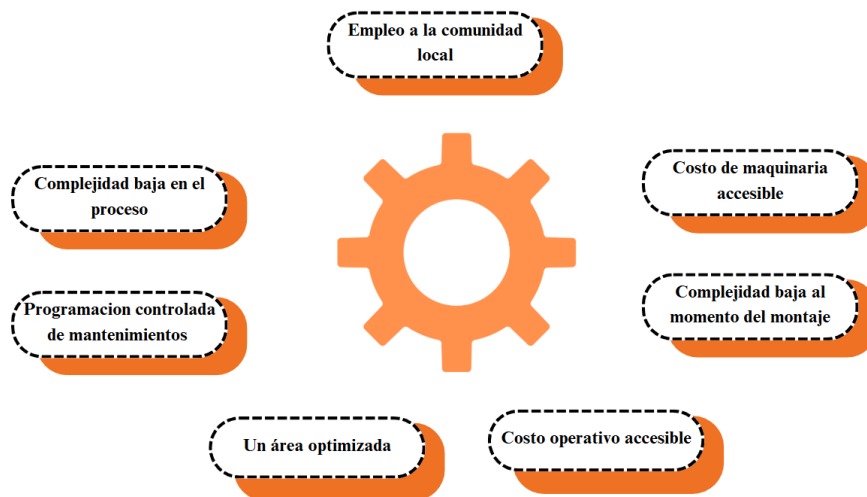 Empleo a la comunidad
local
Complejidad baja en el
proceso
Costo de maquinaria
accesible
Programacion controlada
de mantenimientos
Complejidad baja al
momento del montaje
Un área optimizada
Costo operativo accesible